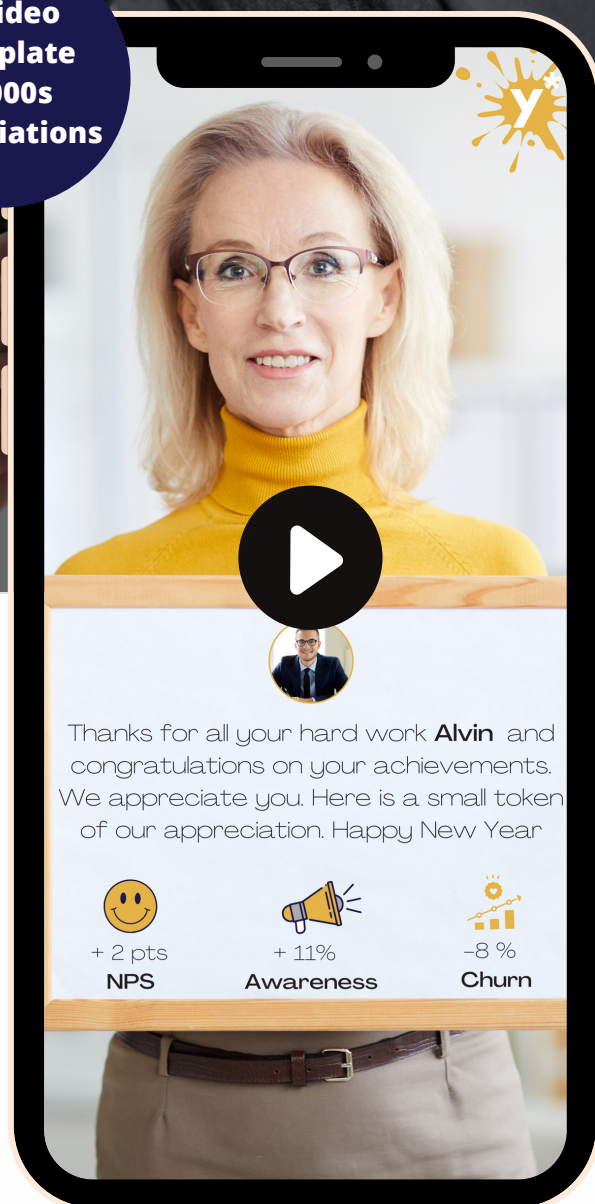 ideo
plate
000s
iations
y*
Thanks for all your hard work Alvin and
congratulations on your achievements.
We appreciate you. Here is a small token
of our appreciation. Happy New Year
+ 2 pts
+ 11%
-8 %
NPS
Awareness
Churn